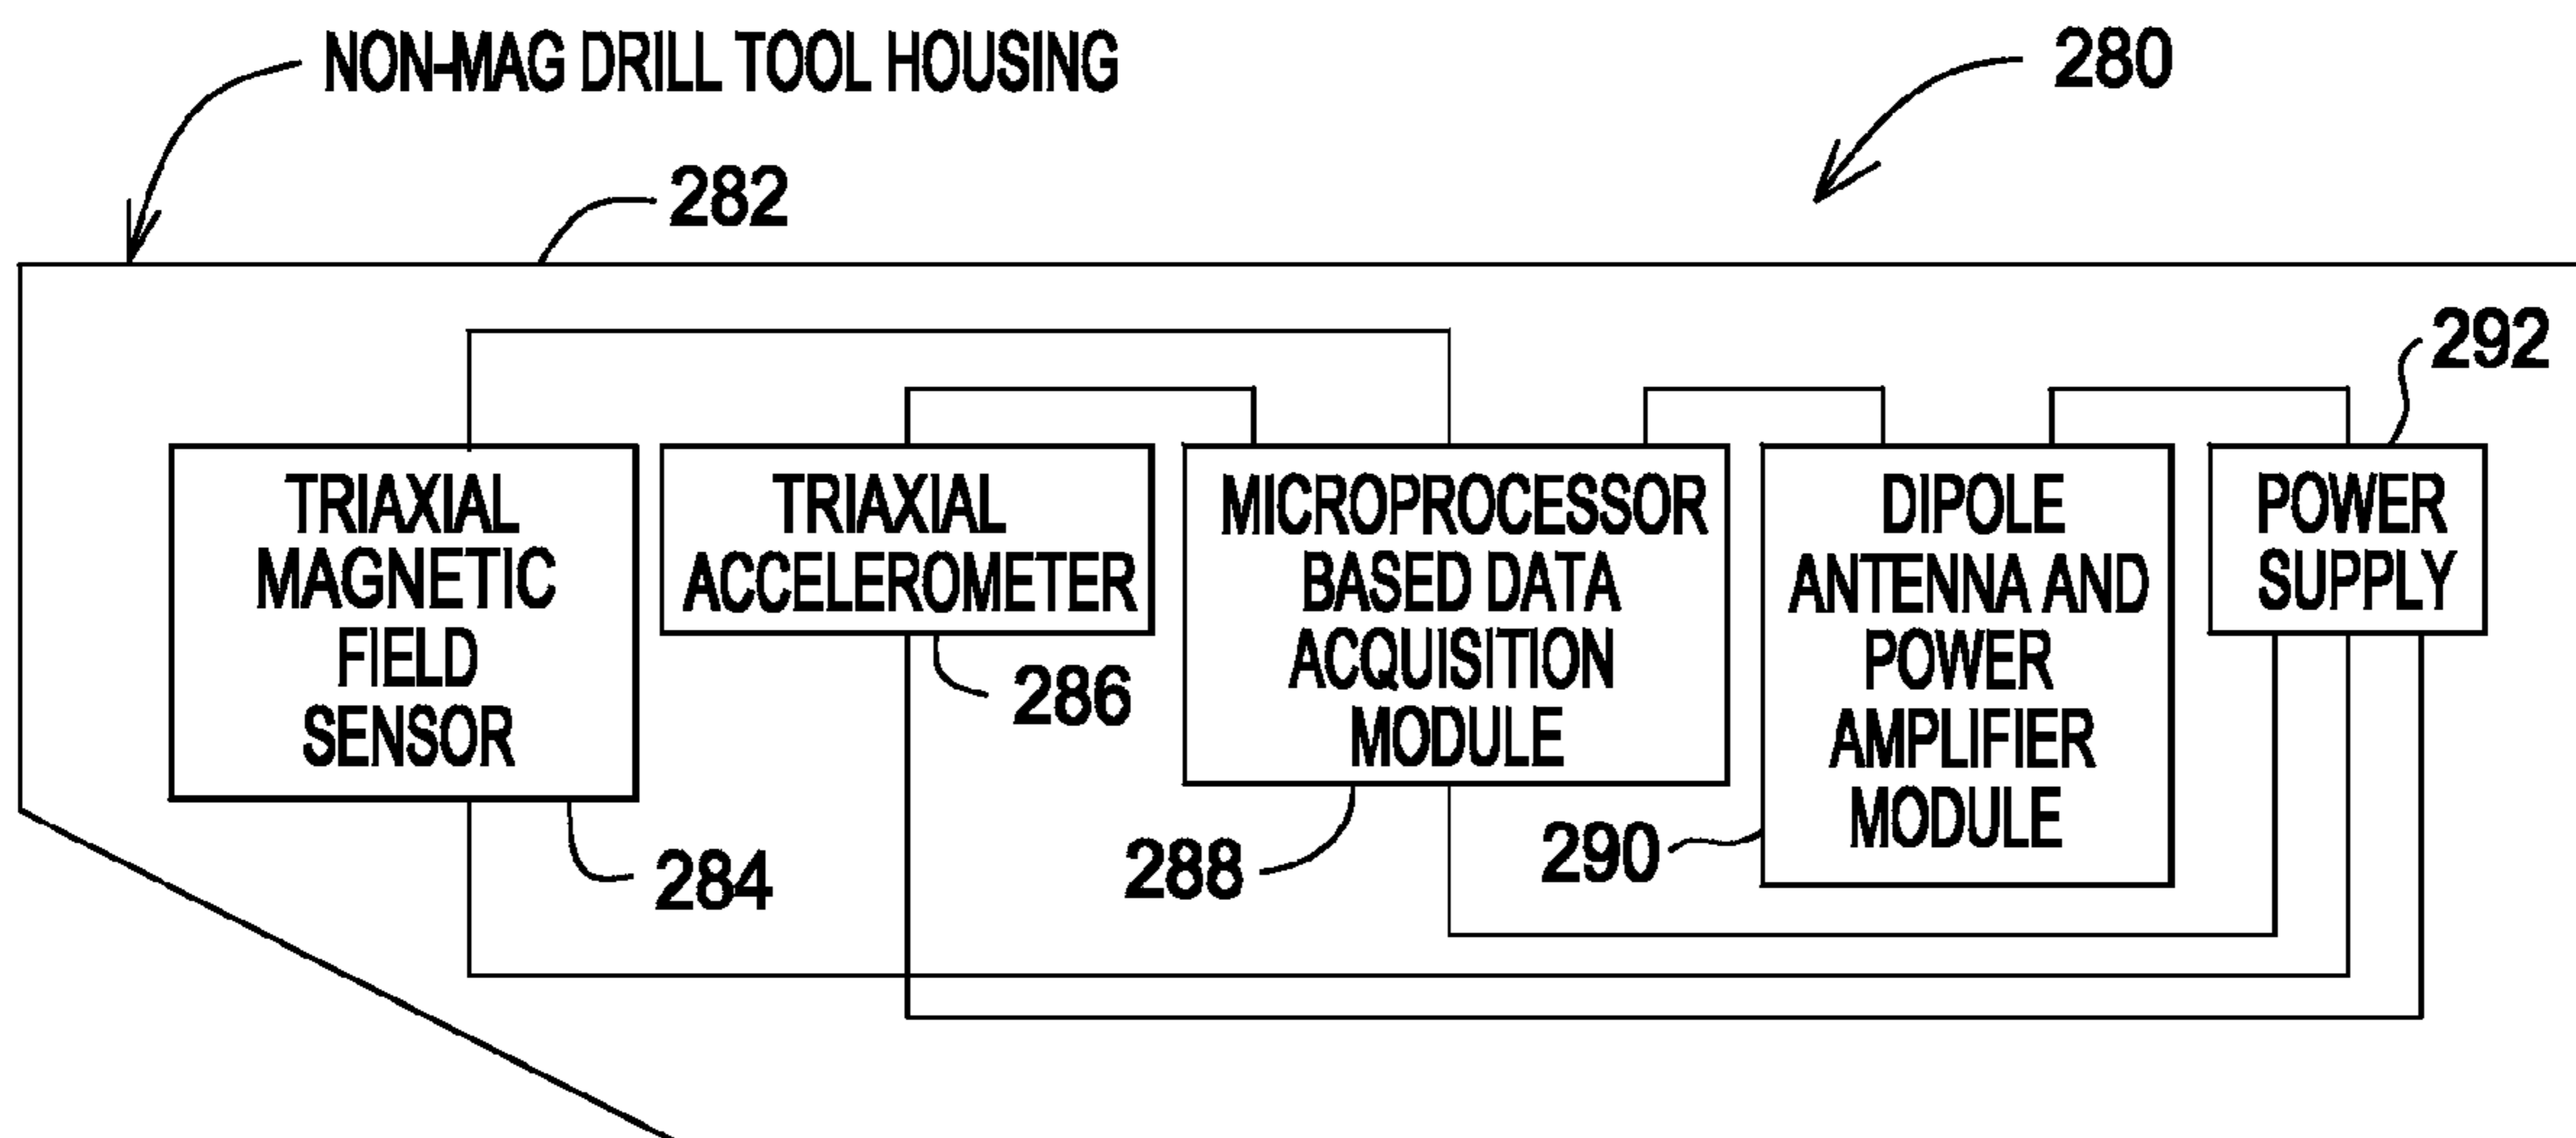 NON-MAG DRILL TOOL HOUSING
280
282
292
TRIAXIAL
MAGNETIC
FIELD
SENSOR
284
TRIAXIAL
ACCELEROMETER
286
MICROPROCESSOR
BASED DATA
ACQUISITION
MODULE
288
DIPOLE
ANTENNA AND
POWER
AMPLIFIER
MODULE
290
POWER
SUPPLY